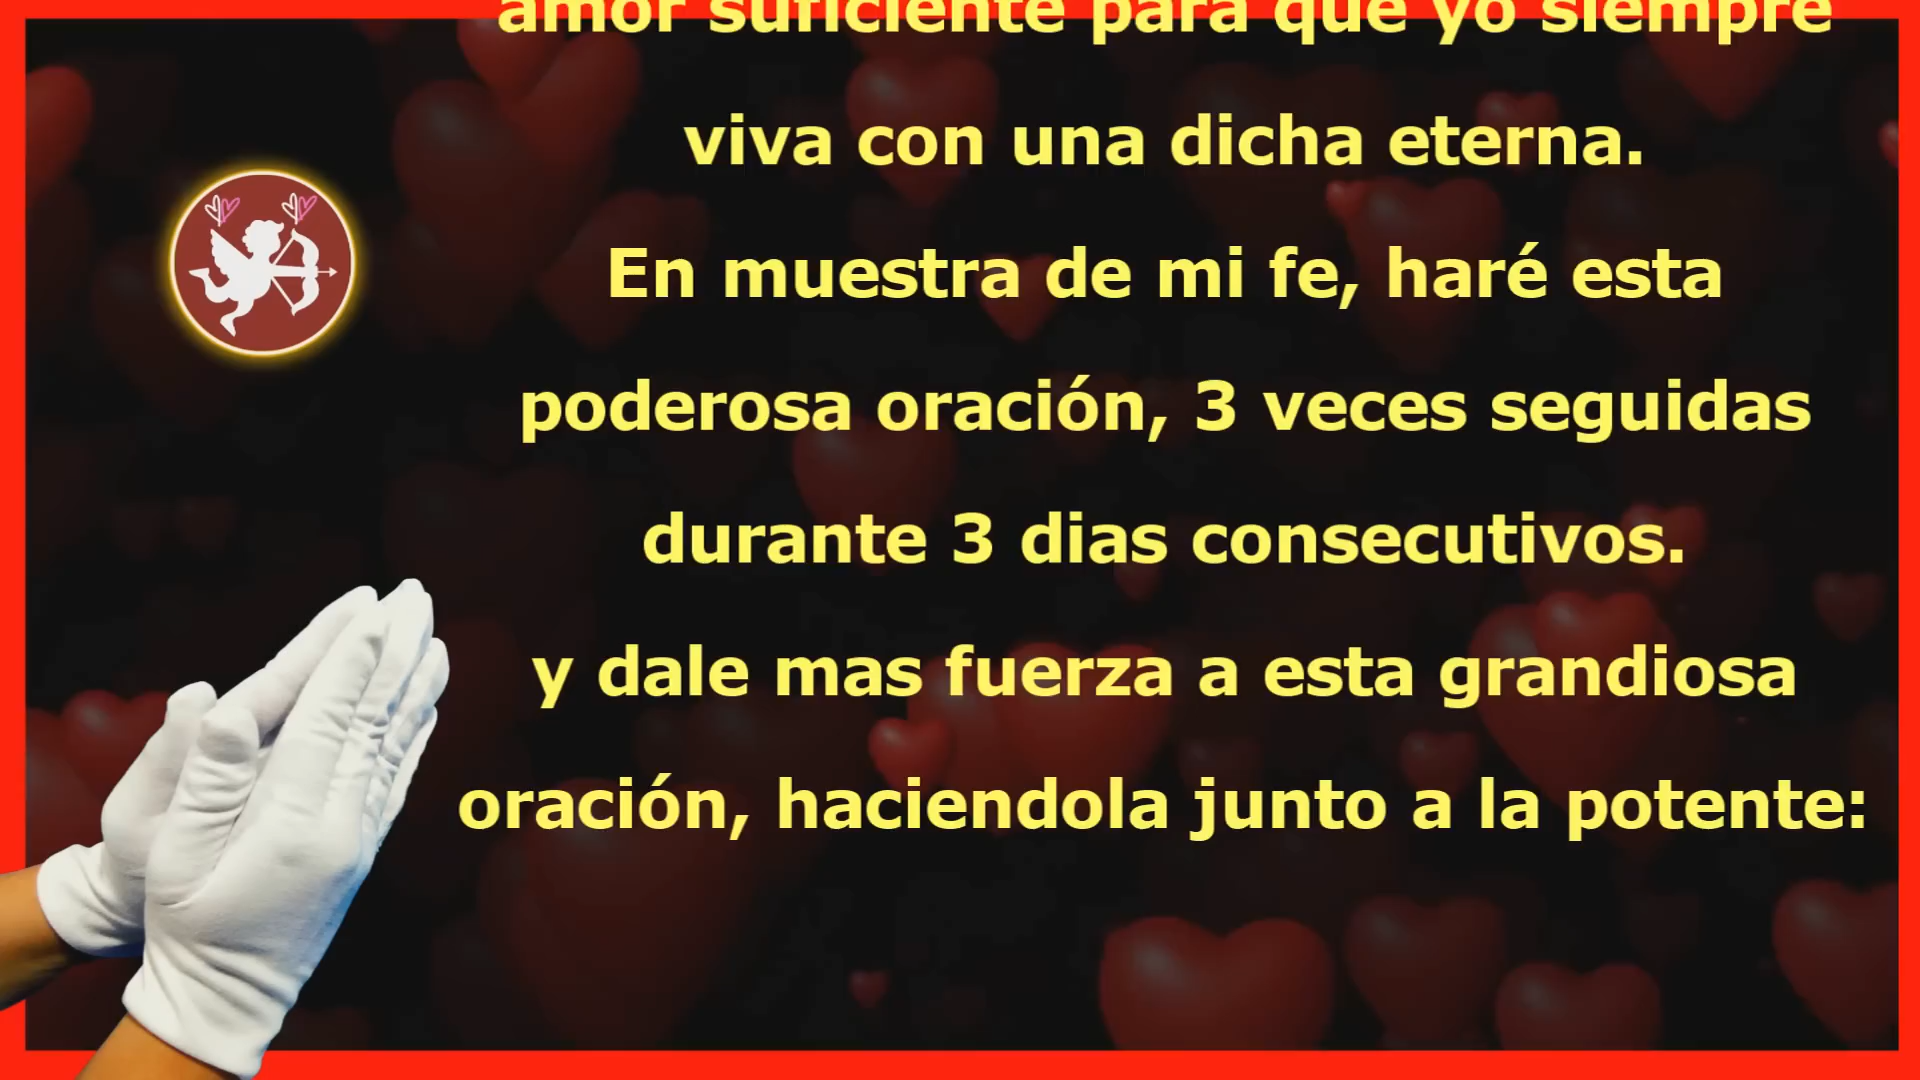 amor suficiente para que yo siempre
viva con una dicha eterna.
En muestra de mi fe, haré esta
poderosa oración, 3 veces seguidas
durante 3 dias consecutivos.
y dale mas fuerza a esta grandiosa
oración, haciendola junto a la potente: